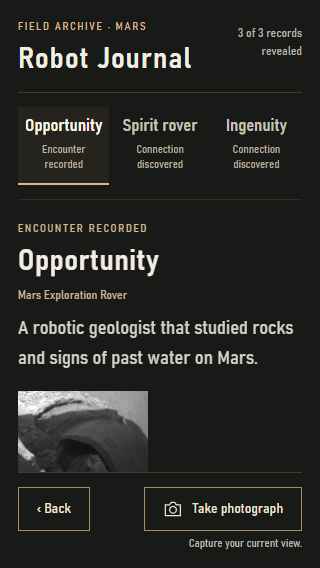 FIELD ARCHIVE · MARS
Robot Journal
3 of 3 records
revealed
Opportunity
Encounter
recorded
Spirit rover
Connection
discovered
Ingenuity
Connection
discovered
ENCOUNTER RECORDED
Opportunity
Mars Exploration Rover
A robotic geologist that studied rocks
and signs of past water on Mars.
‹ Back
Take photograph
Capture your current view.